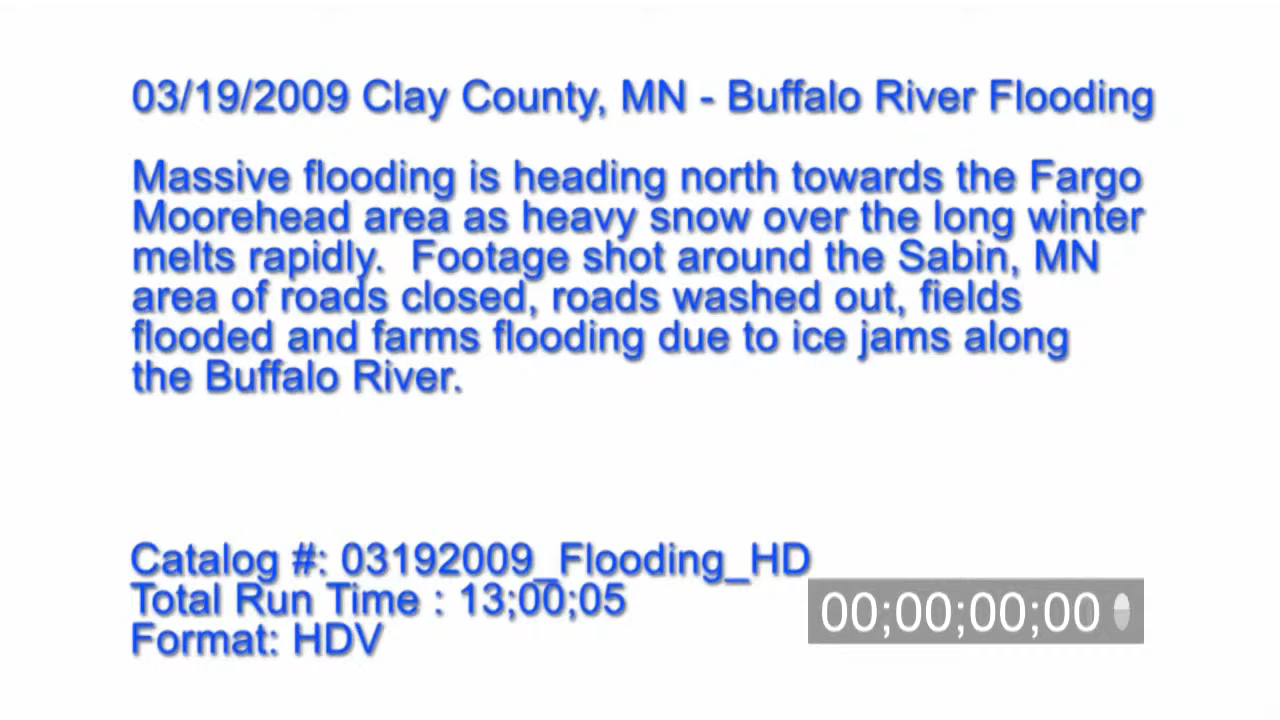 03/19/2009 Clay County, MN - Buffalo River Flooding
Massive flooding is heading north towards the Fargo
Moorehead area as heavy snow over the long winter
melts rapidly.  Footage shot around the Sabin, MN
area of roads closed, roads washed out, fields
flooded and farms flooding due to ice jams along
the Buffalo River.
Catalog #: 03192009_Flooding_HD
Total Run Time : 13;00;05
Format: HDV
00;00;00;00